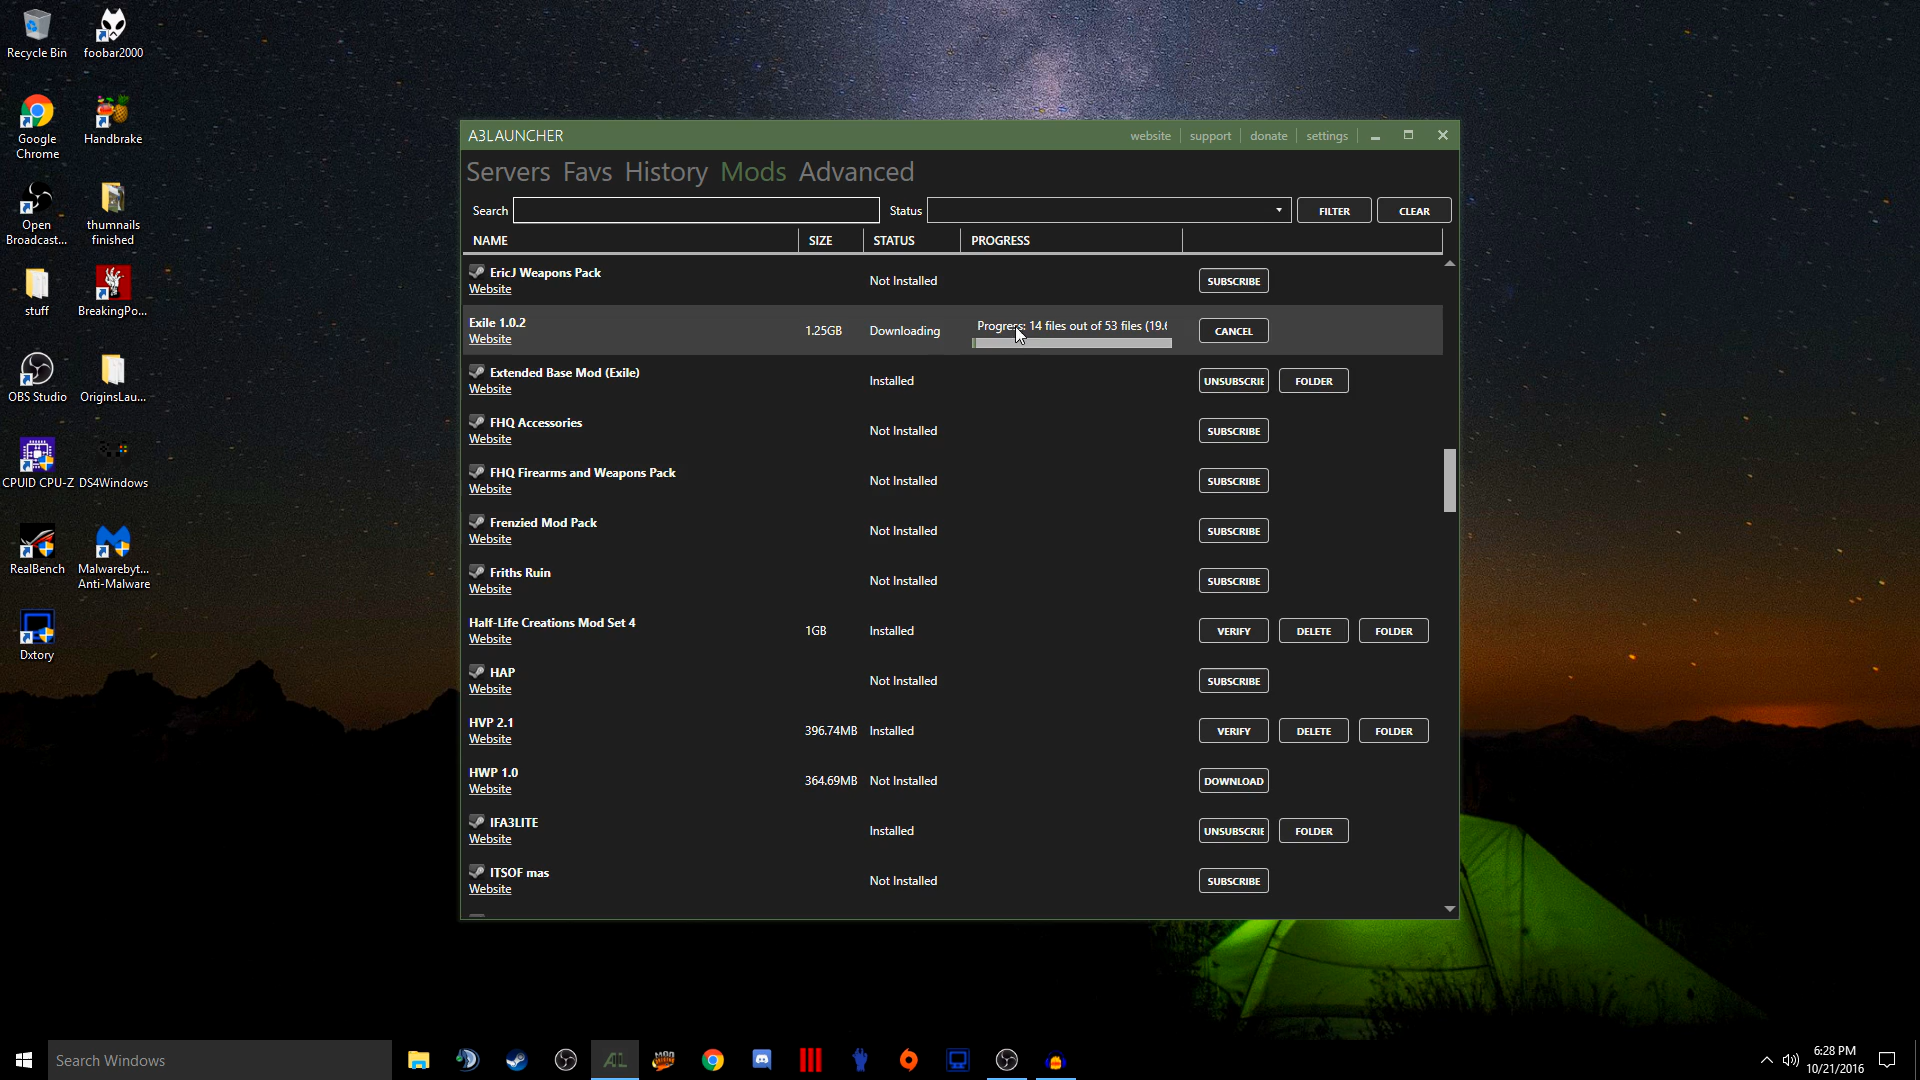 Recycle Bin
foobar2000
Google
Chrome
Handbrake
Open
Broadcast...
thumnails
finished
stuff
BreakingPo...
OBS Studio
OriginsLau...
CPUID CPU-Z
DS4Windows
RealBench
Malwarebyt...
Anti-Malware
Dxtory
A3LAUNCHER
website
support
donate
settings
Servers Favs History Mods Advanced
Search
Status
FILTER
CLEAR
NAME
SIZE
STATUS
PROGRESS
EricJ Weapons Pack
Website
Not Installed
SUBSCRIBE
Exile 1.0.2
Website
1.25GB
Downloading
Progress: 14 files out of 53 files (19.6
CANCEL
Extended Base Mod (Exile)
Website
Installed
UNSUBSCRIE
FOLDER
FHQ Accessories
Website
Not Installed
SUBSCRIBE
FHQ Firearms and Weapons Pack
Website
Not Installed
SUBSCRIBE
Frenzied Mod Pack
Website
Not Installed
SUBSCRIBE
Friths Ruin
Website
Not Installed
SUBSCRIBE
Half-Life Creations Mod Set 4
Website
1GB
Installed
VERIFY
DELETE
FOLDER
HAP
Website
Not Installed
SUBSCRIBE
HVP 2.1
Website
396.74MB
Installed
VERIFY
DELETE
FOLDER
HWP 1.0
Website
364.69MB
Not Installed
DOWNLOAD
IFA3LITE
Website
Installed
UNSUBSCRIE
FOLDER
ITSOF mas
Website
Not Installed
SUBSCRIBE
Search Windows
AL
6:28 PM
10/21/2016